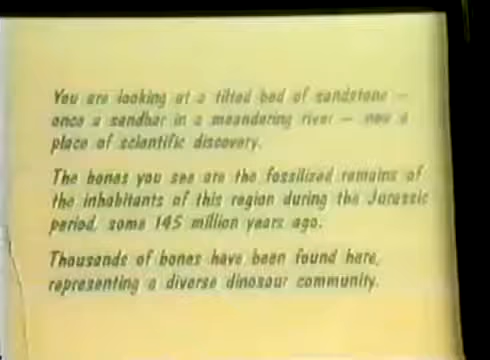 You are looking at a tilted bed of sandstone —
once a sandbar in a meandering river — now a
place of scientific discovery.
The bones you see are the fossilized remains of
the inhabitants of this region during the Jurassic
period, some 145 million years ago.
Thousands of bones have been found here,
representing a diverse dinosaur community.